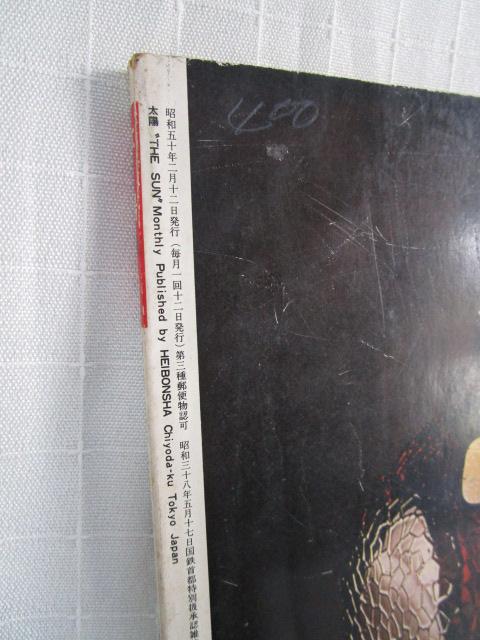 昭和五十年二月十二日発行(毎月一回十二日発行)第三種郵便物認可 昭和三十八年五月十七日国鉄首都特別扱承認雑
太陽 "THE SUN" Monthly Published by HEIBONSHA Chiyoda-ku Tokyo Japan
400